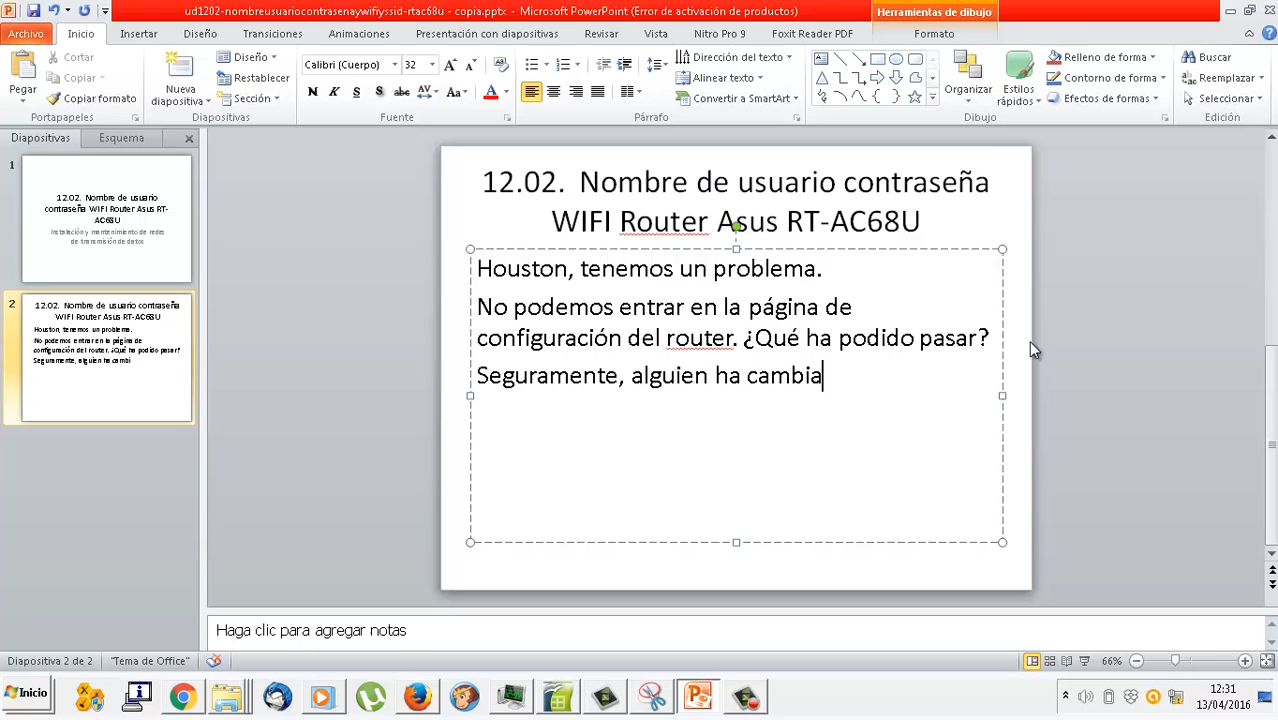 ud1202-nombreusuariocontrasenaywifiyssid-rtac68u - copia.pptx - Microsoft PowerPoint (Error de activación de productos)
Herramientas de dibujo
Archivo Inicio Insertar Diseño Transiciones Animaciones Presentación con diapositivas Revisar Vista Nitro Pro 9 Foxit Reader PDF Formato
Pegar
Cortar
Copiar
Copiar formato
Portapapeles
Nueva diapositiva
Diseño
Restablecer
Sección
Diapositivas
Calibri (Cuerpo) 32
N K S S abc AV Aa A
Fuente
Dirección del texto
Alinear texto
Convertir a SmartArt
Párrafo
Organizar
Estilos rápidos
Relleno de forma
Contorno de forma
Efectos de formas
Dibujo
Buscar
Reemplazar
Seleccionar
Edición
Diapositivas Esquema
1
12.02. Nombre de usuario
contraseña WIFI Router Asus RT-
AC68U
Instalación y mantenimiento de redes
de transmisión de datos
2
12.02. Nombre de usuario contraseña
WIFI Router Asus RT-AC68U
Houston, tenemos un problema.
No podemos entrar en la página de
configuración del router. ¿Qué ha podido pasar?
Seguramente, alguien ha cambi
12.02. Nombre de usuario contraseña
WIFI Router Asus RT-AC68U
Houston, tenemos un problema.
No podemos entrar en la página de
configuración del router. ¿Qué ha podido pasar?
Seguramente, alguien ha cambia
Haga clic para agregar notas
Diapositiva 2 de 2 "Tema de Office" 66%
Inicio
12:31
13/04/2016